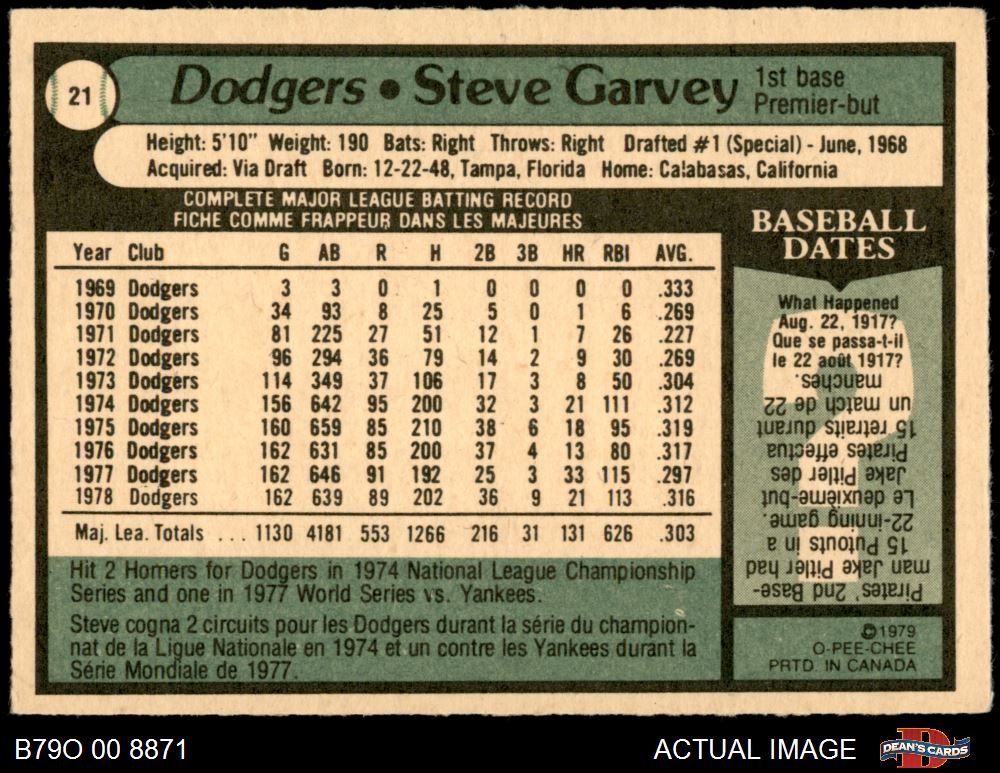 21
Dodgers • Steve Garvey
1st base
Premier-but
Height: 5'10" Weight: 190 Bats: Right Throws: Right Drafted #1 (Special) - June, 1968
Acquired: Via Draft Born: 12-22-48, Tampa, Florida Home: Calabasas, California
COMPLETE MAJOR LEAGUE BATTING RECORD
FICHE COMME FRAPPEUR DANS LES MAJEURES
Year Club G AB R H 2B 3B HR RBI AVG.
1969 Dodgers 3 3 0 1 0 0 0 0 .333
1970 Dodgers 34 93 8 25 5 0 1 6 .269
1971 Dodgers 81 225 27 51 12 1 7 26 .227
1972 Dodgers 96 294 36 79 14 2 9 30 .269
1973 Dodgers 114 349 37 106 17 3 8 50 .304
1974 Dodgers 156 642 95 200 32 3 21 111 .312
1975 Dodgers 160 659 85 210 38 6 18 95 .319
1976 Dodgers 162 631 85 200 37 4 13 80 .317
1977 Dodgers 162 646 91 192 25 3 33 115 .297
1978 Dodgers 162 639 89 202 36 9 21 113 .316
Maj. Lea. Totals ... 1130 4181 553 1266 216 31 131 626 .303
Hit 2 Homers for Dodgers in 1974 National League Championship
Series and one in 1977 World Series vs. Yankees.
Steve cogna 2 circuits pour les Dodgers durant la série du champion-
nat de la Ligue Nationale en 1974 et un contre les Yankees durant la
Série Mondiale de 1977.
BASEBALL
DATES
What Happened
Aug. 22, 1917?
Que se passa-t-il
le 22 août 1917?
Pirates' 2nd Base-
man Jake Pitler had
15 Putouts in a
22-inning game.
Le deuxième-but
Jake Pitler des
Pirates effectua
15 retraits durant
un match de 22
manches.
©1979
O-PEE-CHEE
PRTD. IN CANADA
B79O 00 8871
ACTUAL IMAGE
DEAN'S CARDS